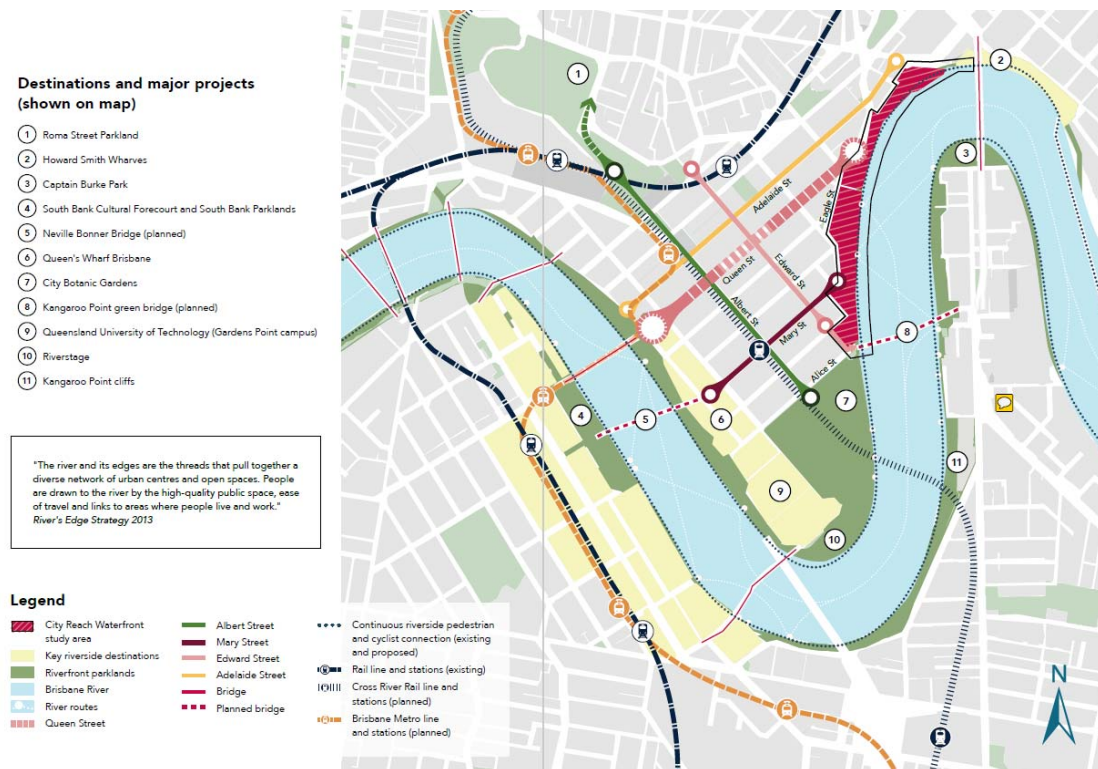 Destinations and major projects
(shown on map)
1 Roma Street Parkland
2 Howard Smith Wharves
3 Captain Burke Park
4 South Bank Cultural Forecourt and South Bank Parklands
5 Neville Bonner Bridge (planned)
6 Queen's Wharf Brisbane
7 City Botanic Gardens
8 Kangaroo Point green bridge (planned)
9 Queensland University of Technology (Gardens Point campus)
10 Riverstage
11 Kangaroo Point cliffs
"The river and its edges are the threads that pull together a
diverse network of urban centres and open spaces. People
are drawn to the river by the high-quality public space, ease
of travel and links to areas where people live and work."
River's Edge Strategy 2013
Legend
City Reach Waterfront
study area
Key riverside destinations
Riverfront parklands
Brisbane River
River routes
Queen Street
Albert Street
Mary Street
Edward Street
Adelaide Street
Bridge
Planned bridge
Continuous riverside pedestrian
and cyclist connection (existing
and proposed)
Rail line and stations (existing)
Cross River Rail line and
stations (planned)
Brisbane Metro line
and stations (planned)
1
2
3
Adelaide St
Eagle St
Queen St
Edward St
Albert St
Mary St
Alice St
8
7
4
5
6
9
10
11
N